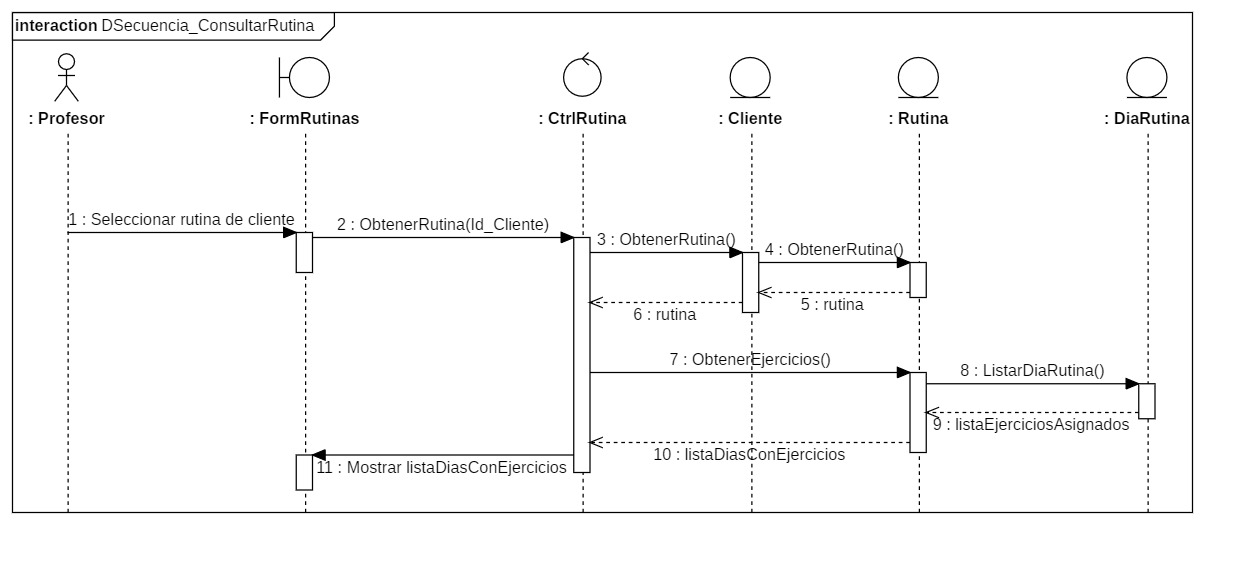 interaction DSecuencia_ConsultarRutina
: Profesor
: FormRutinas
: CtrlRutina
: Cliente
: Rutina
: DiaRutina
1 : Seleccionar rutina de cliente
2 : ObtenerRutina(Id_Cliente)
3 : ObtenerRutina()
4 : ObtenerRutina()
5 : rutina
6 : rutina
7 : ObtenerEjercicios()
8 : ListarDiaRutina()
9 : listaEjerciciosAsignados
10 : listaDiasConEjercicios
11 : Mostrar listaDiasConEjercicios